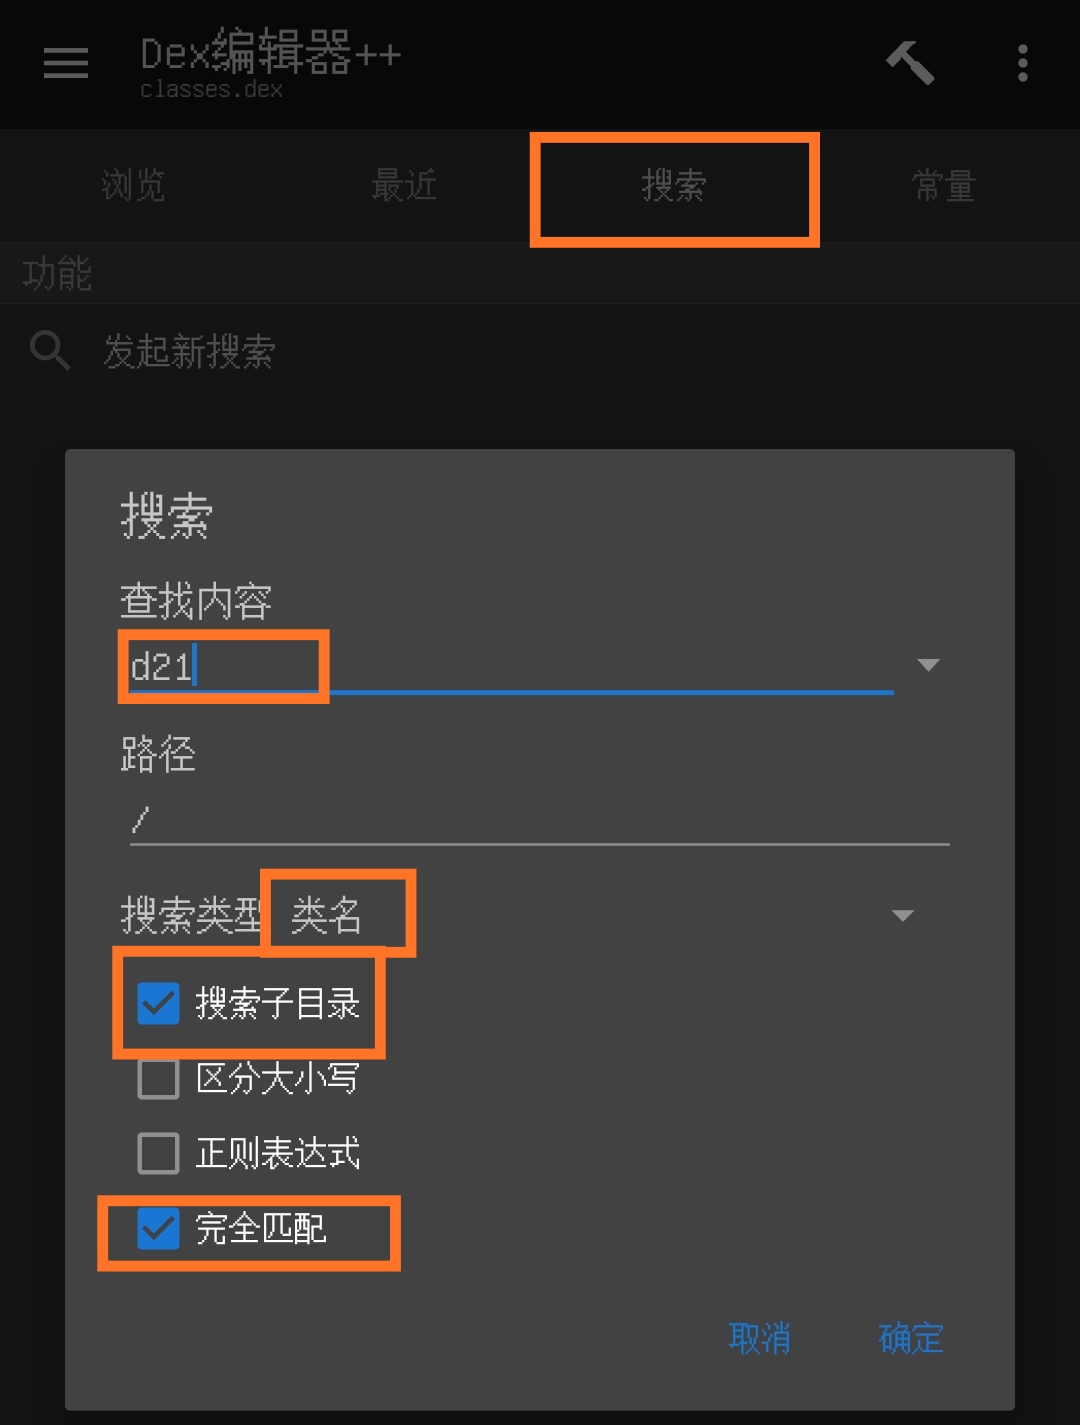 Dex编辑器++
classes.dex
浏览 最近 搜索 常量
功能
发起新搜索
搜索
查找内容
d21
路径
/
搜索类型 类名
搜索子目录
区分大小写
正则表达式
完全匹配
取消 确定